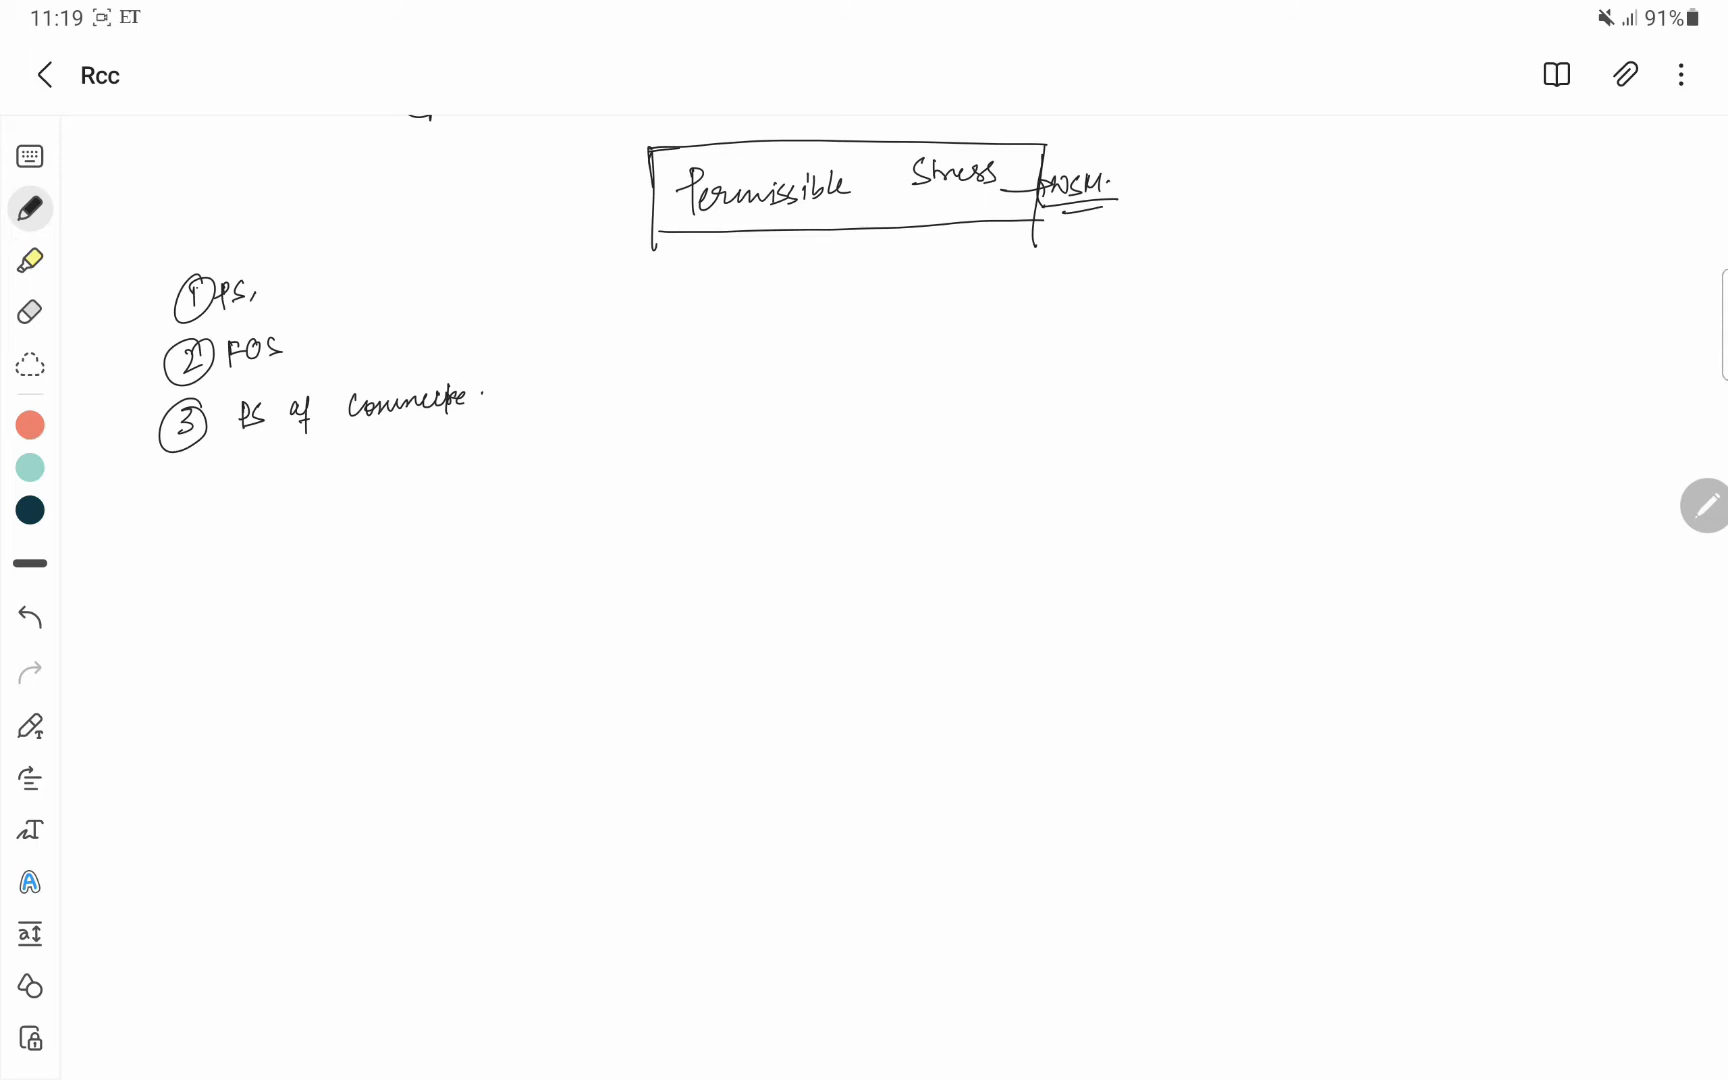 11:19 ET 91%
Rcc
Permissible Stress → WSM.
① PS,
② FOS
③ PS of Concrete.